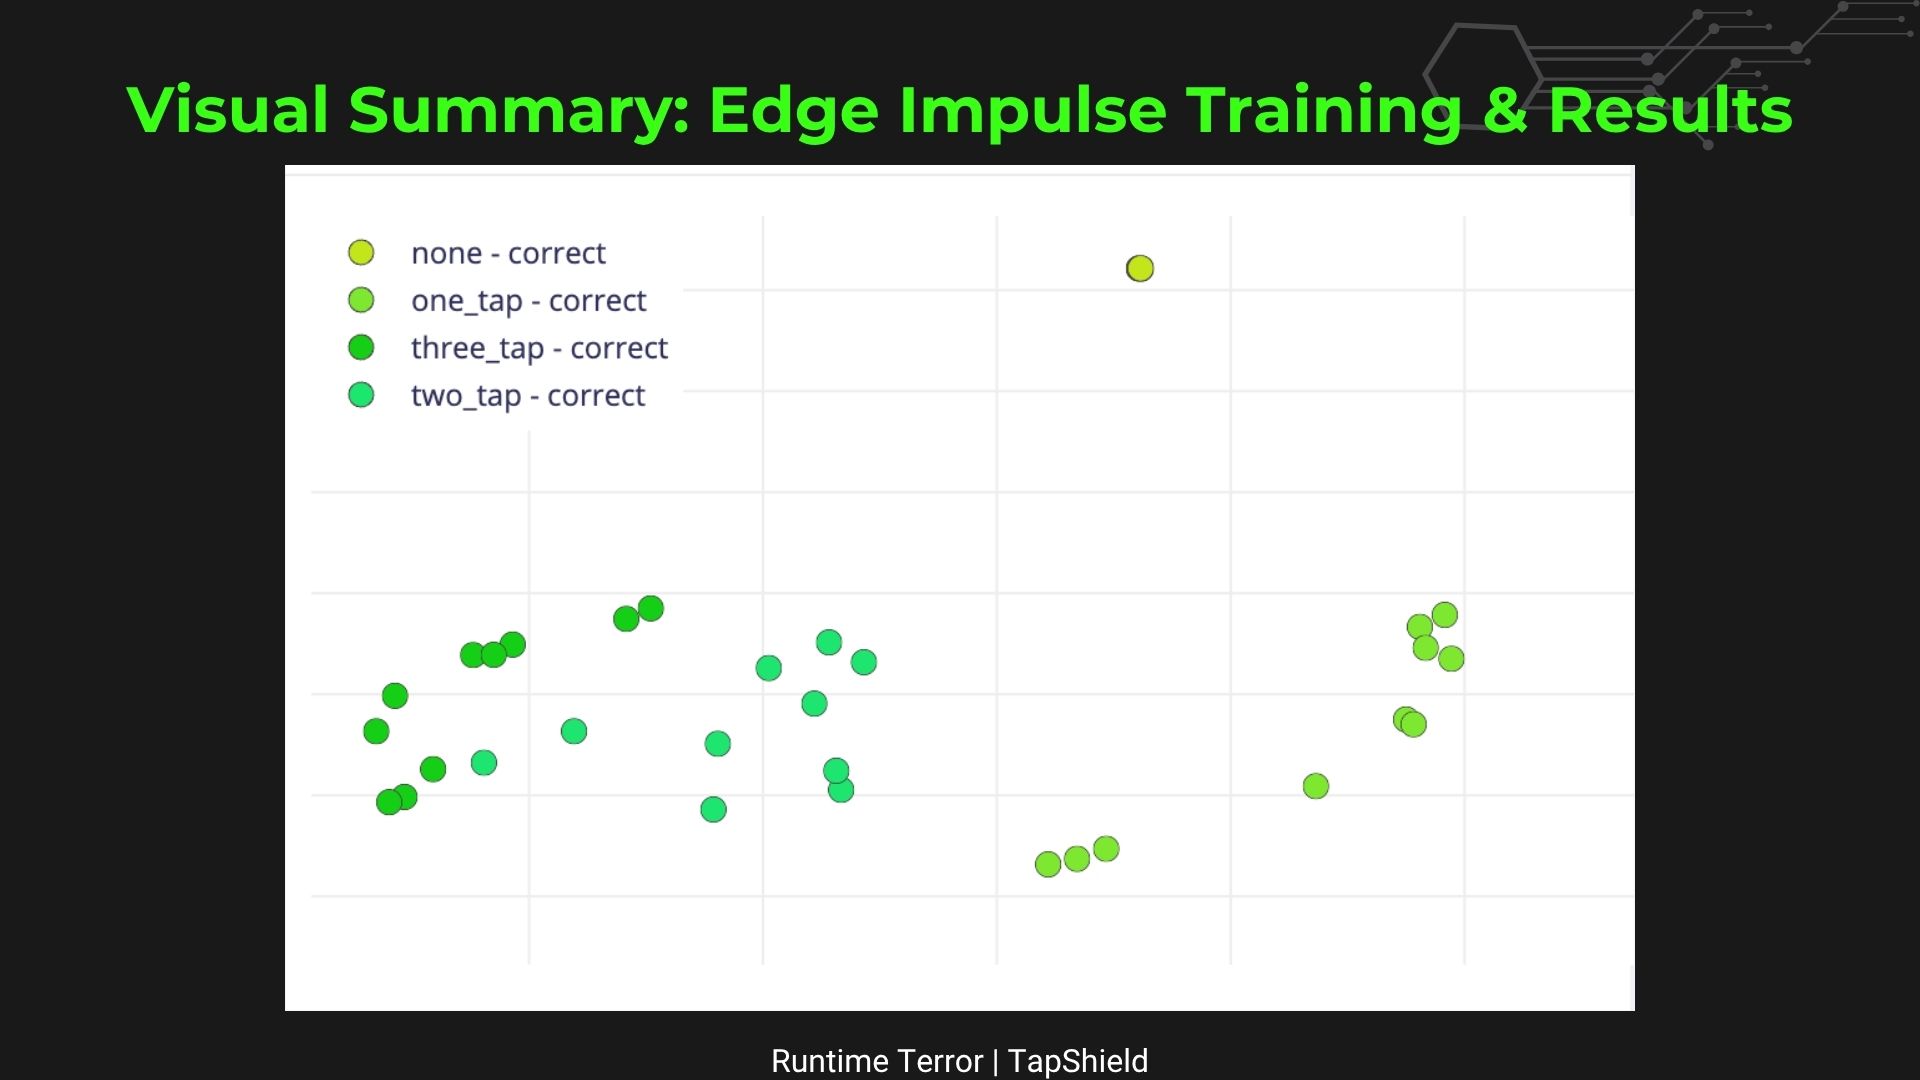 Visual Summary: Edge Impulse Training & Results
none - correct
one_tap - correct
three_tap - correct
two_tap - correct
Runtime Terror | TapShield